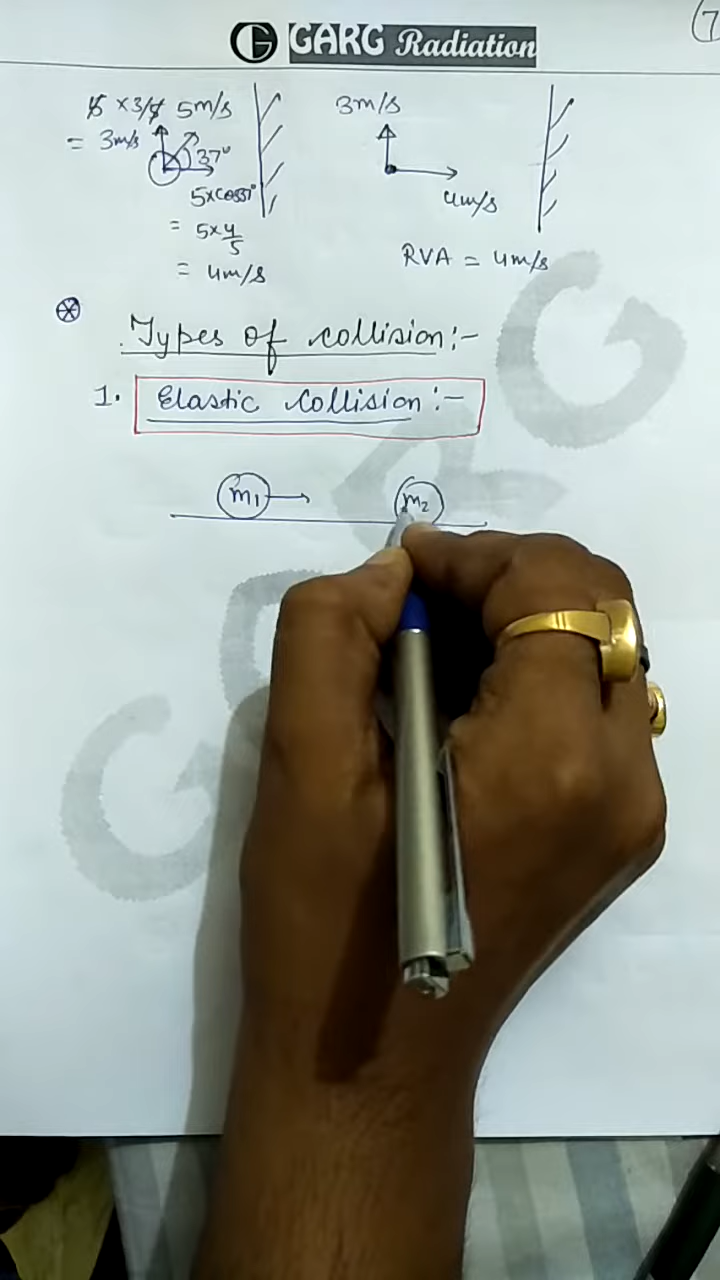 (7
G GARG Radiation
5 × 3/5 5m/s
= 3m/s
37°
5×cos37°
= 5×4/5
= 4m/s
3m/s
4m/s
RVA = 4m/s
Types of collision:-
1. Elastic Collision:-
m1 m2
GARG